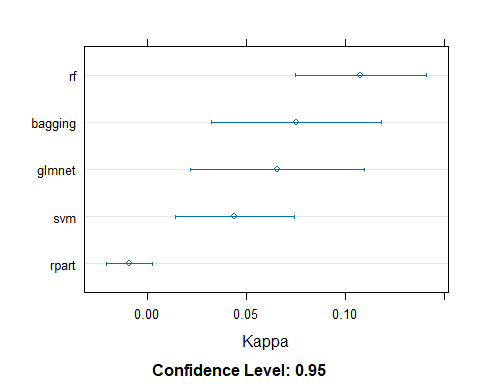 rf
bagging
glmnet
svm
rpart
0.00 0.05 0.10
Kappa
Confidence Level: 0.95